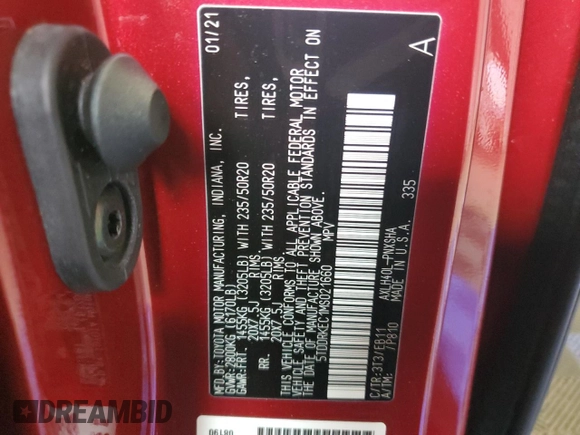 MFD.BY:TOYOTA MOTOR MANUFACTURING, INDIANA, INC. 01/21
GVWR:2800KG (6170LB)
GAWR:FRT. 1455KG (3205LB) WITH 235/50R20 TIRES,
20X7.5J RIMS
RR. 1455KG (3205LB) WITH 235/50R20 TIRES,
20X7.5J RIMS.
THIS VEHICLE CONFORMS TO ALL APPLICABLE FEDERAL MOTOR
VEHICLE SAFETY AND THEFT PREVENTION STANDARDS IN EFFECT ON
THE DATE OF MANUFACTURE SHOWN ABOVE.
5TDDRKEC1MS021660 MPV
A
C/TR:3T3/EB11 AXLH40L-PNXSHA 335
A/TM: /P810 MADE IN U.S.A.
DREAMBID